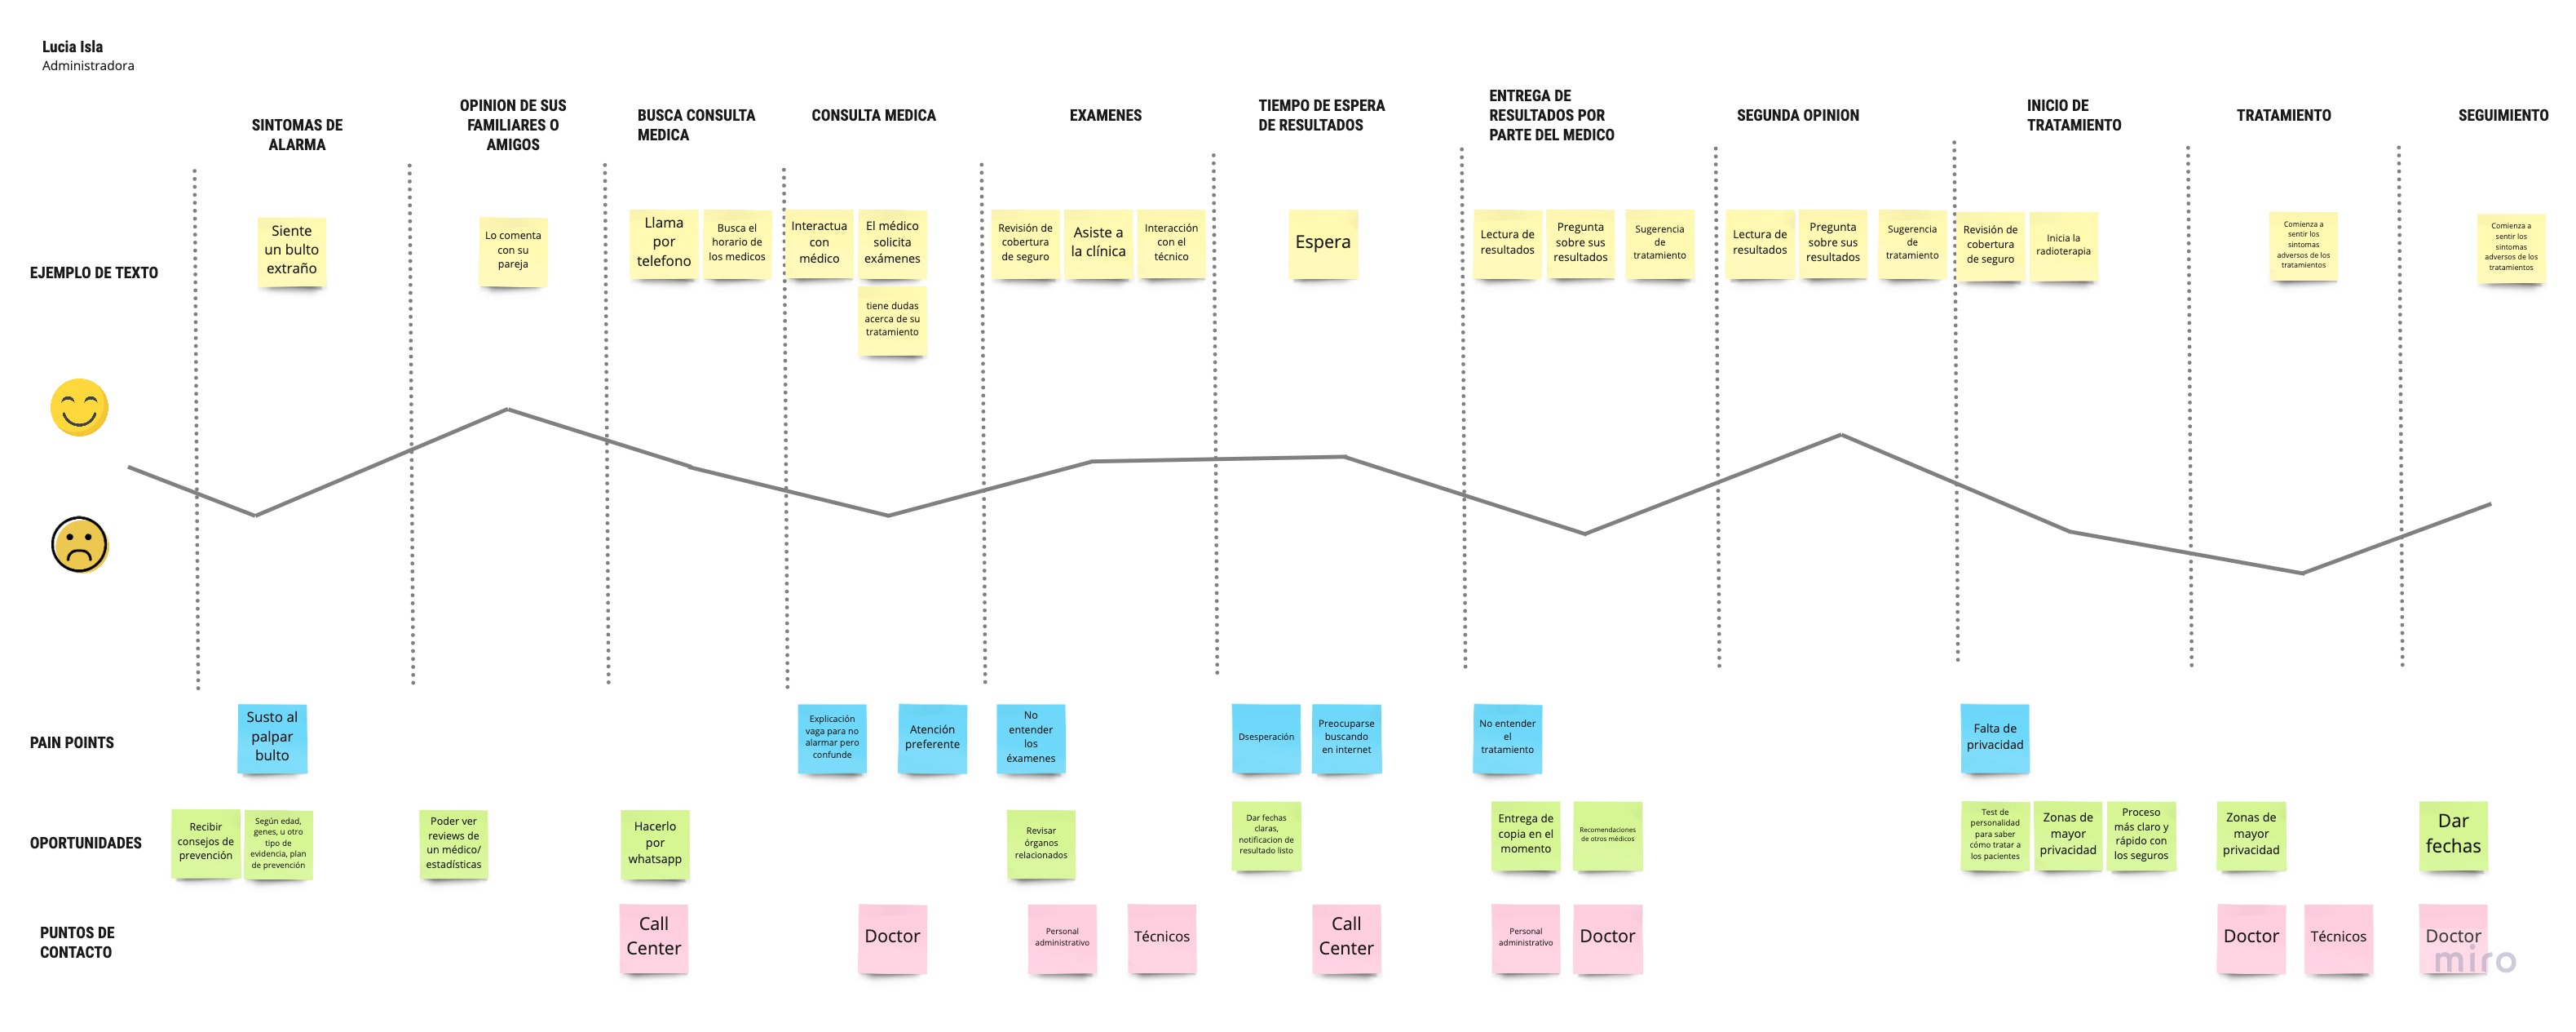 Lucia Isla
Administradora
SINTOMAS DE
ALARMA
OPINION DE SUS
FAMILIARES O
AMIGOS
BUSCA CONSULTA
MEDICA
CONSULTA MEDICA
EXAMENES
TIEMPO DE ESPERA
DE RESULTADOS
ENTREGA DE
RESULTADOS POR
PARTE DEL MEDICO
SEGUNDA OPINION
INICIO DE
TRATAMIENTO
TRATAMIENTO
SEGUIMIENTO
EJEMPLO DE TEXTO
Siente
un bulto
extraño
Lo comenta
con su
pareja
Llama
por
telefono
Busca el
horario de
los medicos
Interactua
con
médico
El médico
solicita
exámenes
tiene dudas
acerca de su
tratamiento
Revisión de
cobertura
de seguro
Asiste a
la clínica
Interacción
con el
técnico
Espera
Lectura de
resultados
Pregunta
sobre sus
resultados
Sugerencia
de
tratamiento
Lectura de
resultados
Pregunta
sobre sus
resultados
Sugerencia
de
tratamiento
Revisión de
cobertura
de seguro
Inicia la
radioterapia
Comienza a
sentir los
sintomas
adversos de los
tratamientos
Comienza a
sentir los
sintomas
adversos de los
tratamientos
PAIN POINTS
Susto al
palpar
bulto
Explicación
vaga para no
alarmar pero
confunde
Atención
preferente
No
entender
los
éxamenes
Dsesperación
Preocuparse
buscando
en internet
No entender
el
tratamiento
Falta de
privacidad
OPORTUNIDADES
Recibir
consejos de
prevención
Según edad,
genes, u otro
tipo de
evidencia, plan
de prevención
Poder ver
reviews de
un médico/
estadísticas
Hacerlo
por
whatsapp
Revisar
órganos
relacionados
Dar fechas
claras,
notificacion de
resultado listo
Entrega de
copia en el
momento
Recomendaciones
de otros médicos
Test de
personalidad
para saber
cómo tratar a
los pacientes
Zonas de
mayor
privacidad
Proceso
más claro y
rápido con
los seguros
Zonas de
mayor
privacidad
Dar
fechas
PUNTOS DE
CONTACTO
Call
Center
Doctor
Personal
administrativo
Técnicos
Call
Center
Personal
administrativo
Doctor
Doctor
Técnicos
Doctor
miro